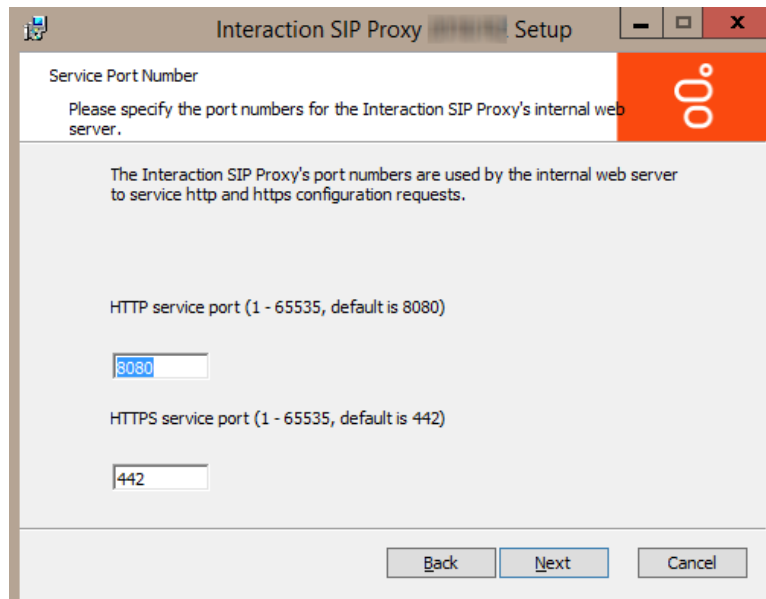 Interaction SIP Proxy Setup
Service Port Number
Please specify the port numbers for the Interaction SIP Proxy's internal web
server.
The Interaction SIP Proxy's port numbers are used by the internal web server
to service http and https configuration requests.
HTTP service port (1 - 65535, default is 8080)
8080
HTTPS service port (1 - 65535, default is 442)
442
Back Next Cancel